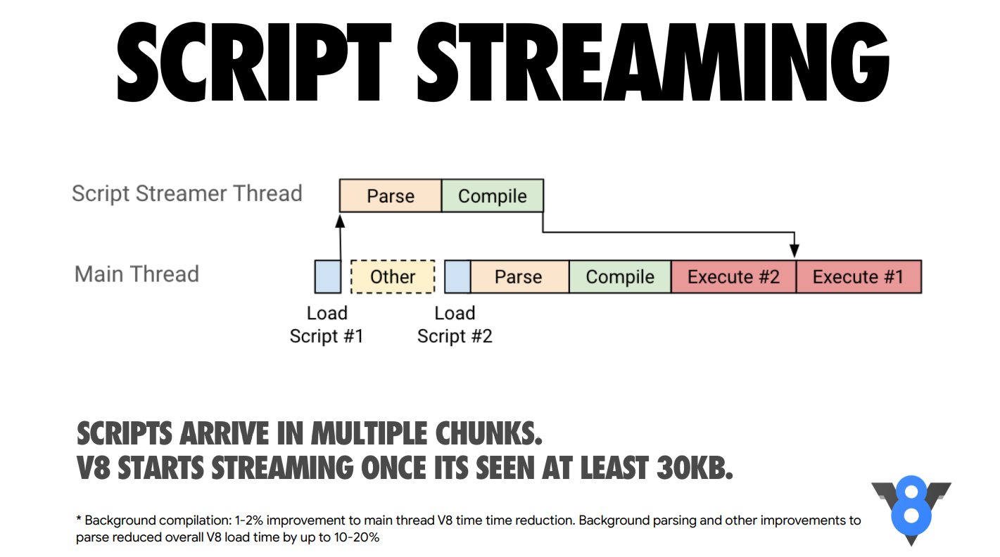 SCRIPT STREAMING
Script Streamer Thread
Parse
Compile
Main Thread
Other
Parse
Compile
Execute #2
Execute #1
Load
Script #1
Load
Script #2
SCRIPTS ARRIVE IN MULTIPLE CHUNKS.
V8 STARTS STREAMING ONCE ITS SEEN AT LEAST 30KB.
* Background compilation: 1-2% improvement to main thread V8 time time reduction. Background parsing and other improvements to
parse reduced overall V8 load time by up to 10-20%
V8